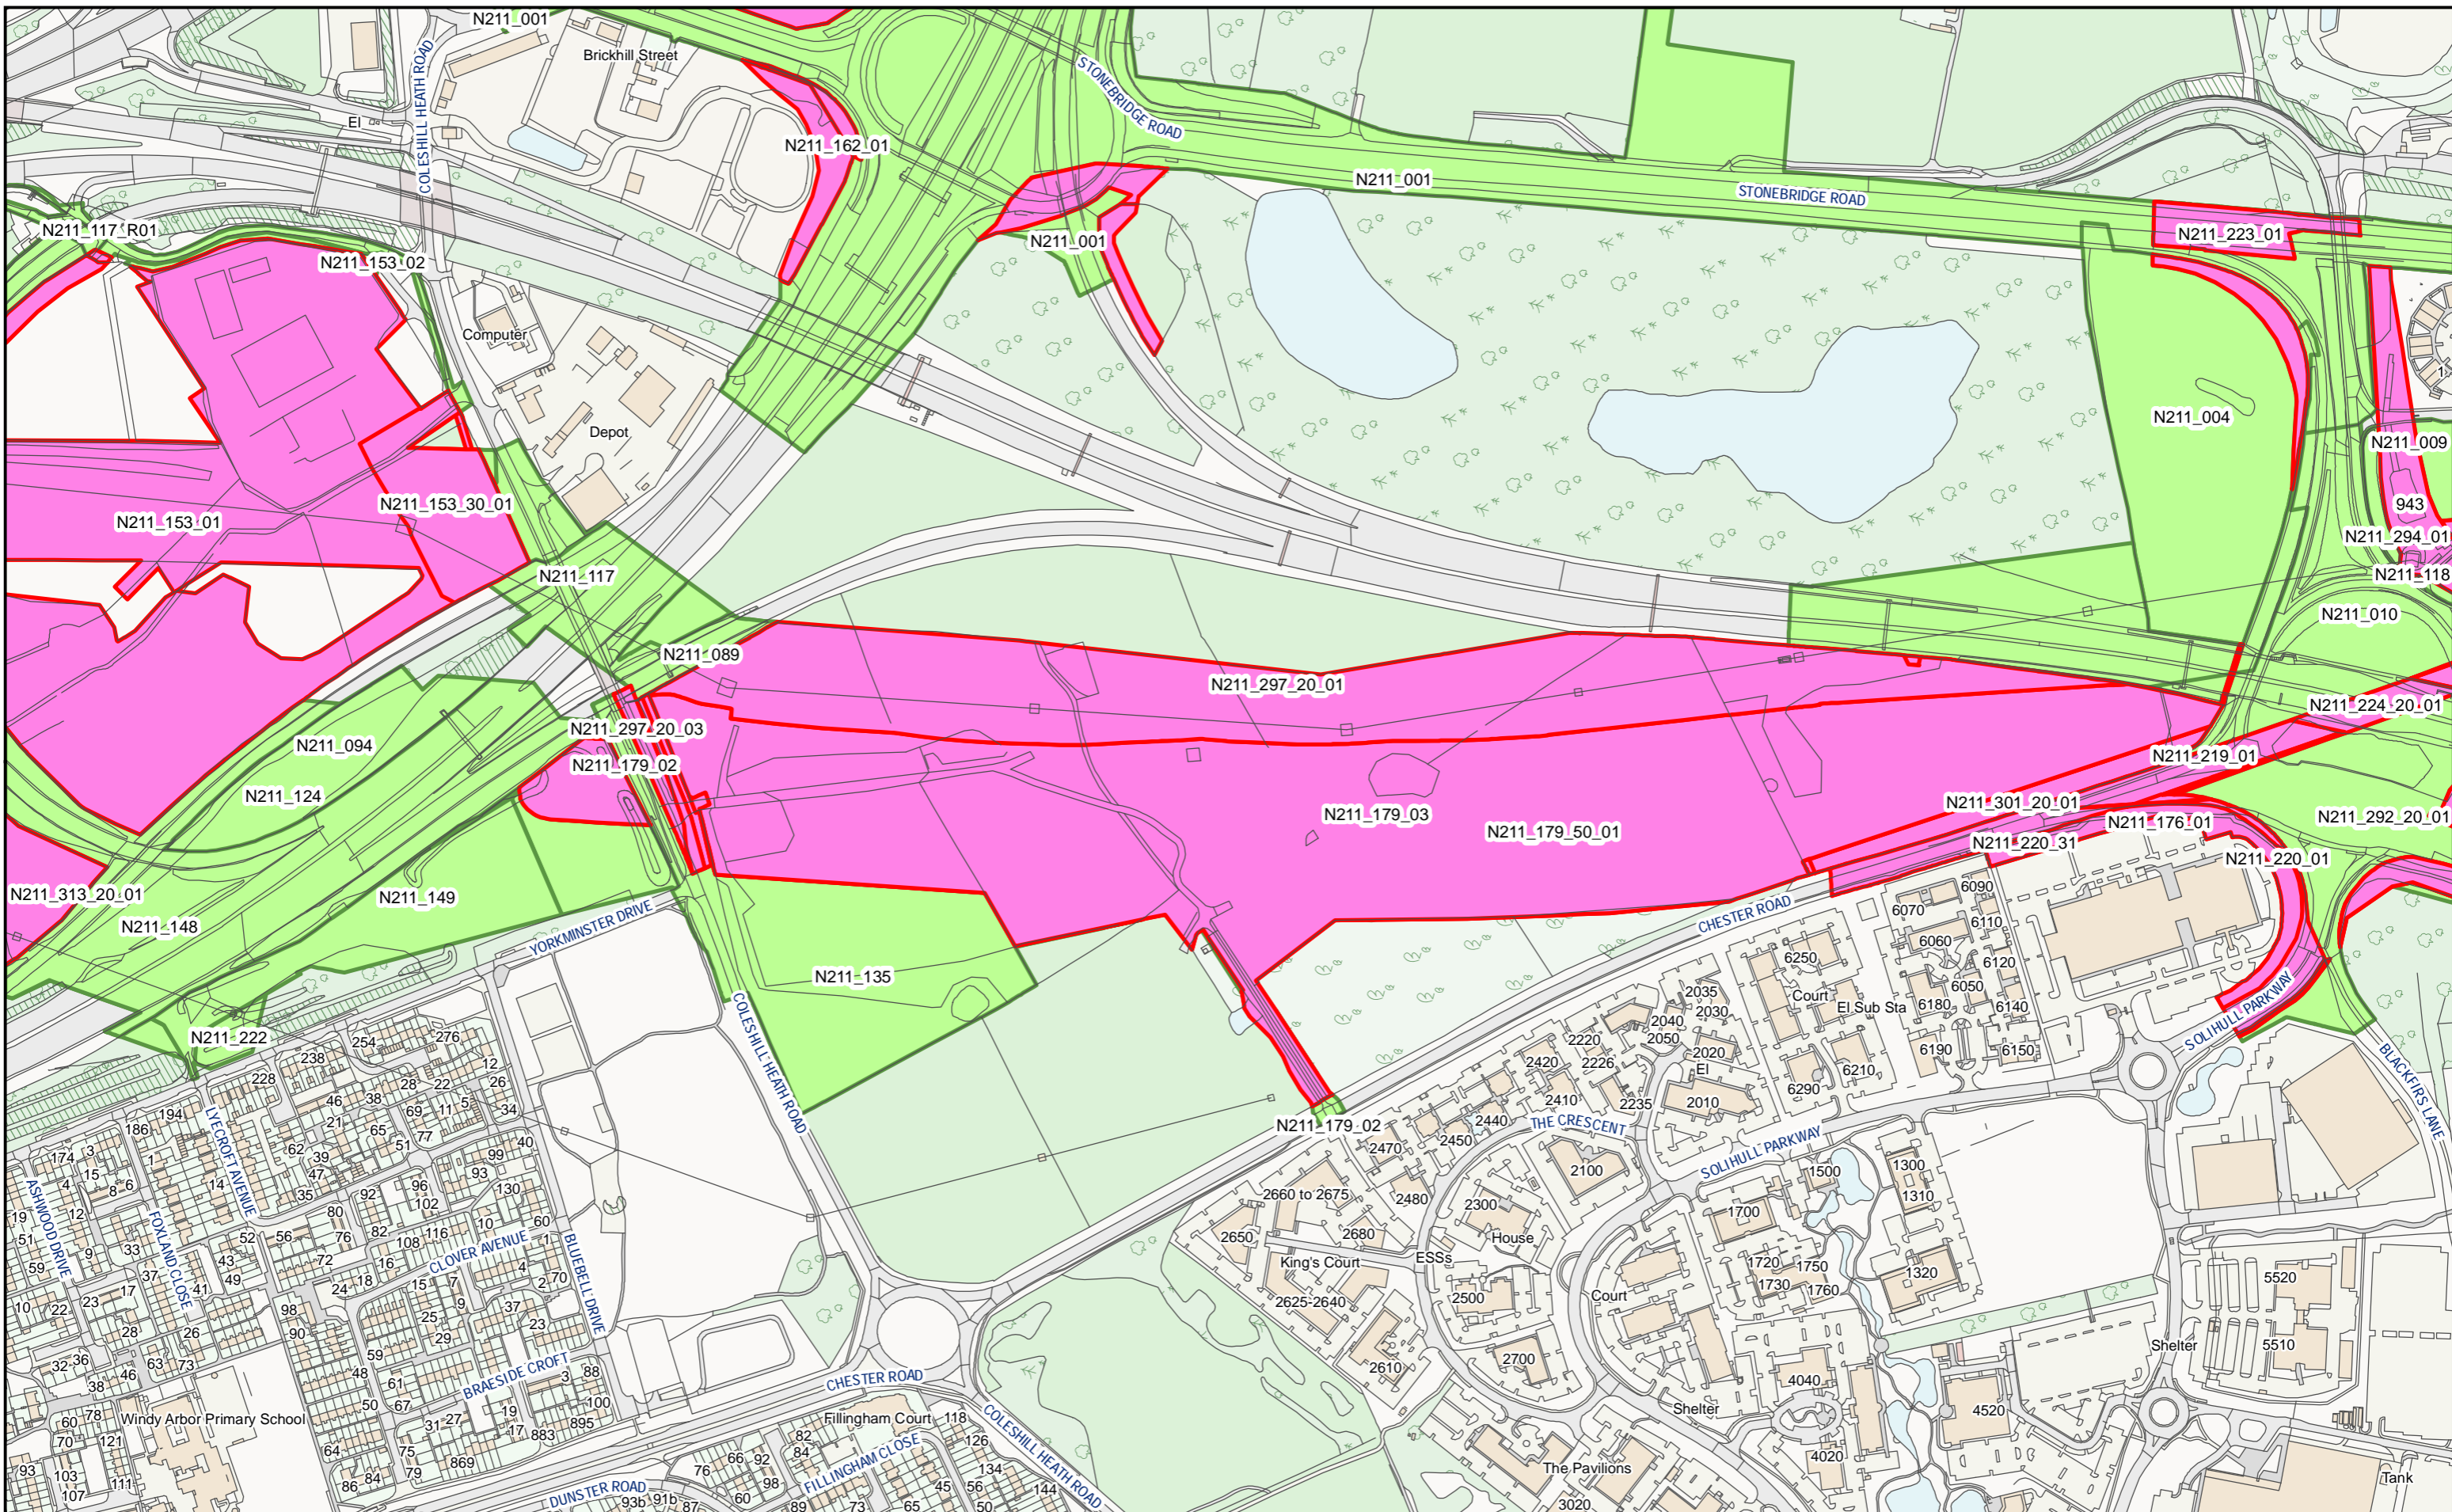 N211_001
Brickhill Street
COLESHILL HEATH ROAD
STONEBRIDGE ROAD
El
N211_162_01
N211_001
STONEBRIDGE ROAD
N211_117_R01
N211_153_02
N211_001
N211_223_01
Computer
1
Depot
N211_004
N211_009
N211_153_30_01
N211_153_01
943
N211_294_01
N211_117
N211_118
N211_010
N211_089
N211_297_20_01
N211_224_20_01
N211_297_20_03
N211_094
N211_179_02
N211_219_01
N211_124
N211_301_20_01
N211_179_03
N211_179_50_01
N211_176_01
N211_292_20_01
N211_220_31
N211_220_01
N211_313_20_01
N211_149
N211_148
6090
6070
6110
CHESTER ROAD
YORKMINSTER DRIVE
6060
6250
6120
N211_135
2035
Court
El Sub Sta
6050
6180
6140
2030
SOLIHULL PARKWAY
COLESHILL HEATH ROAD
2040
2050
N211_222
276
254
238
2220
2226
2020
El
6190
6150
12
2420
228
28
22
26
6210
6290
BLACKFIRS LANE
46
38
5
34
69
11
2410
2235
2010
194
21
65
77
2440
THE CRESCENT
186
N211_179_02
2450
62
51
40
SOLIHULL PARKWAY
LYECROFT AVENUE
174
3
1
39
99
2470
2100
15
47
93
1500
1300
4
8
6
14
35
92
96
102
130
2660 to 2675
2480
1310
ASHWOOD DRIVE
12
FOXLAND CLOSE
80
10
60
2300
1700
19
51
33
52
56
76
82
108
116
1
2650
2680
House
9
43
72
16
CLOVER AVENUE
BLUEBELL DRIVE
ESSs
King's Court
1720
1750
59
37
49
4
1320
5520
41
24
18
15
7
2
70
1730
1760
10
22
23
17
98
9
37
2500
Court
2625-2640
28
26
90
25
29
23
32
36
63
73
59
Shelter
5510
38
46
48
61
BRAESIDE CROFT
3
88
2610
2700
CHESTER ROAD
4040
50
67
100
60
78
Windy Arbor Primary School
31
27
19
17
895
Fillingham Court
118
COLESHILL HEATH ROAD
Shelter
4520
70
121
64
75
883
82
84
126
93
103
111
84
79
869
66
92
FILLINGHAM CLOSE
134
The Pavilions
4020
Tank
107
86
76
98
45
56
144
DUNSTER ROAD
93b
91b
87
60
89
73
65
50
3020